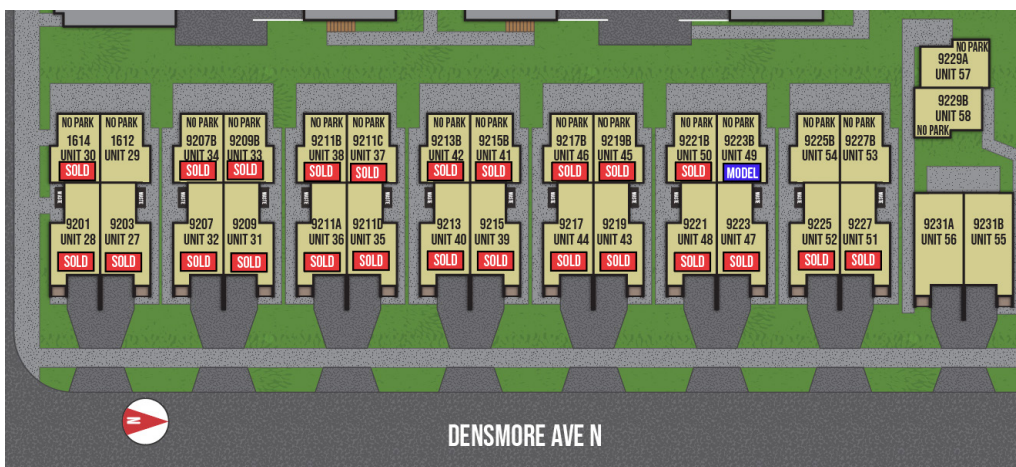 NO PARK
9229A
UNIT 57
9229B
UNIT 58
NO PARK
NO PARK
1614
UNIT 30
SOLD
NO PARK
1612
UNIT 29
NO PARK
9207B
UNIT 34
SOLD
NO PARK
9209B
UNIT 33
SOLD
NO PARK
9211B
UNIT 38
SOLD
NO PARK
9211C
UNIT 37
SOLD
NO PARK
9213B
UNIT 42
SOLD
NO PARK
9215B
UNIT 41
SOLD
NO PARK
9217B
UNIT 46
SOLD
NO PARK
9219B
UNIT 45
SOLD
NO PARK
9221B
UNIT 50
SOLD
NO PARK
9223B
UNIT 49
MODEL
NO PARK
9225B
UNIT 54
NO PARK
9227B
UNIT 53
9201
UNIT 28
SOLD
9203
UNIT 27
SOLD
9207
UNIT 32
SOLD
9209
UNIT 31
SOLD
9211A
UNIT 36
SOLD
9211D
UNIT 35
SOLD
9213
UNIT 40
SOLD
9215
UNIT 39
SOLD
9217
UNIT 44
SOLD
9219
UNIT 43
SOLD
9221
UNIT 48
SOLD
9223
UNIT 47
SOLD
9225
UNIT 52
SOLD
9227
UNIT 51
SOLD
9231A
UNIT 56
9231B
UNIT 55
N
DENSMORE AVE N